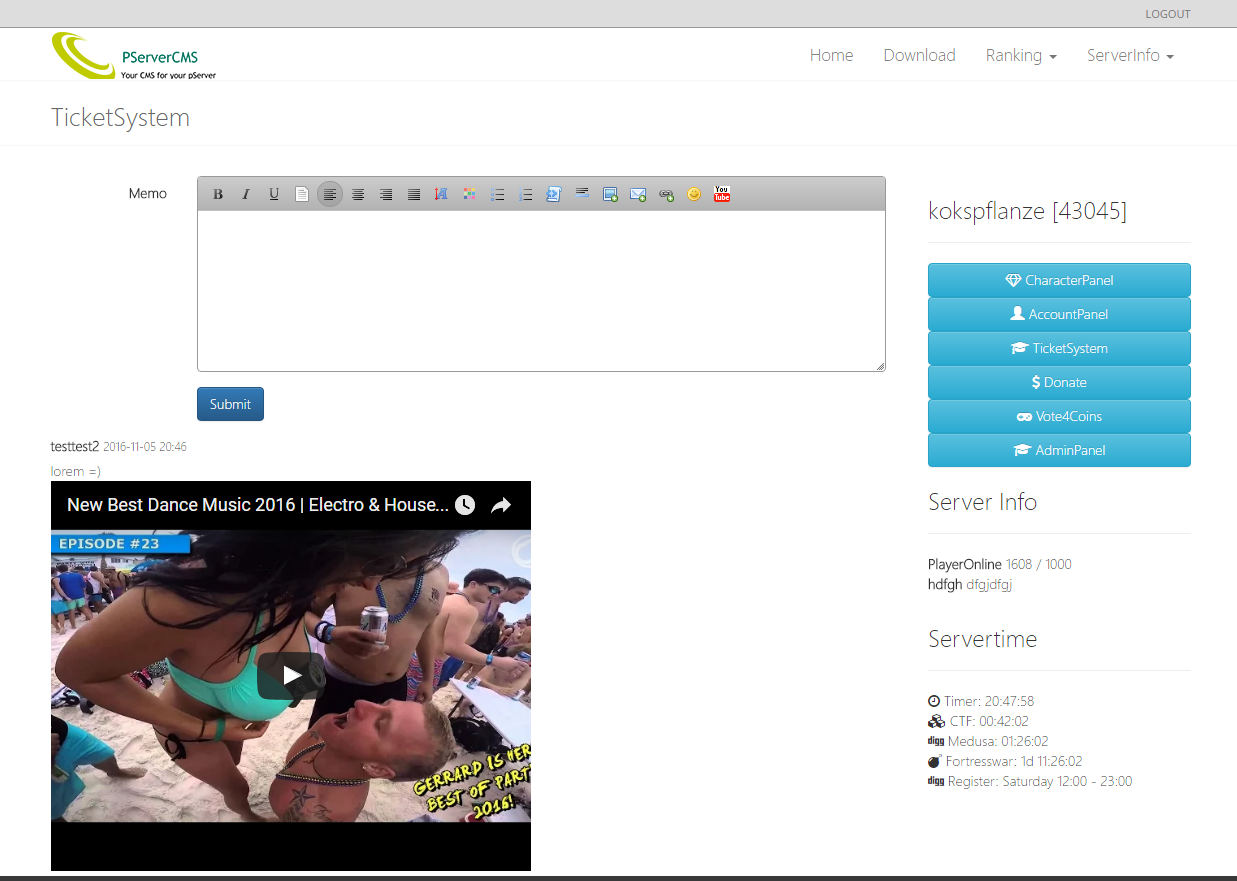 LOGOUT
PServerCMS
Your CMS for your pServer
Home Download Ranking ServerInfo
TicketSystem
Memo
B I U
You
Tube
Submit
testtest2 2016-11-05 20:46
lorem =)
New Best Dance Music 2016 | Electro & House...
EPISODE #23
GERRARD IS HERE
BEST OF PARTY
2016!
kokspflanze [43045]
CharacterPanel
AccountPanel
TicketSystem
$ Donate
Vote4Coins
AdminPanel
Server Info
PlayerOnline 1608 / 1000
hdfgh dfgjdfgj
Servertime
Timer: 20:47:58
CTF: 00:42:02
digg Medusa: 01:26:02
Fortresswar: 1d 11:26:02
digg Register: Saturday 12:00 - 23:00